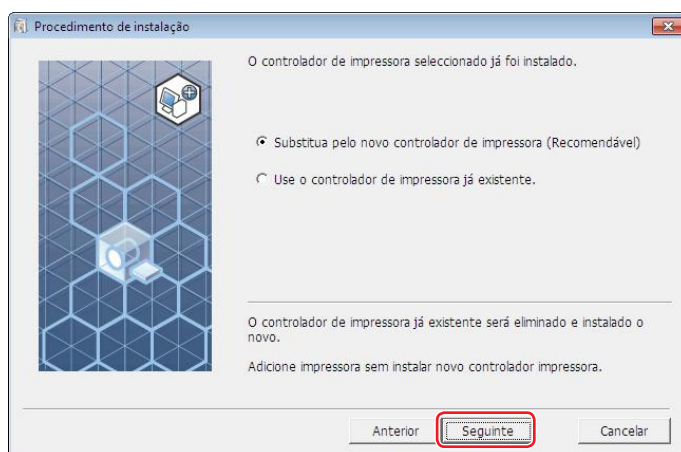 Procedimento de instalação
O controlador de impressora seleccionado já foi instalado.
Substitua pelo novo controlador de impressora (Recomendável)
Use o controlador de impressora já existente.
O controlador de impressora já existente será eliminado e instalado o
novo.
Adicione impressora sem instalar novo controlador impressora.
Anterior
Seguinte
Cancelar